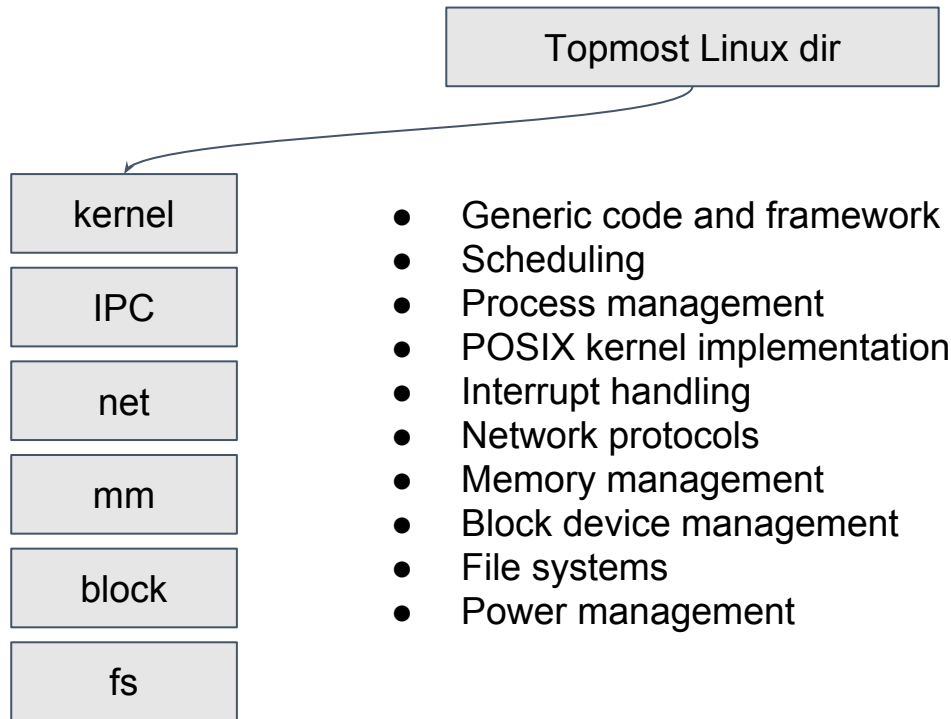 Topmost Linux dir
kernel
IPC
net
mm
block
fs
● Generic code and framework
● Scheduling
● Process management
● POSIX kernel implementation
● Interrupt handling
● Network protocols
● Memory management
● Block device management
● File systems
● Power management